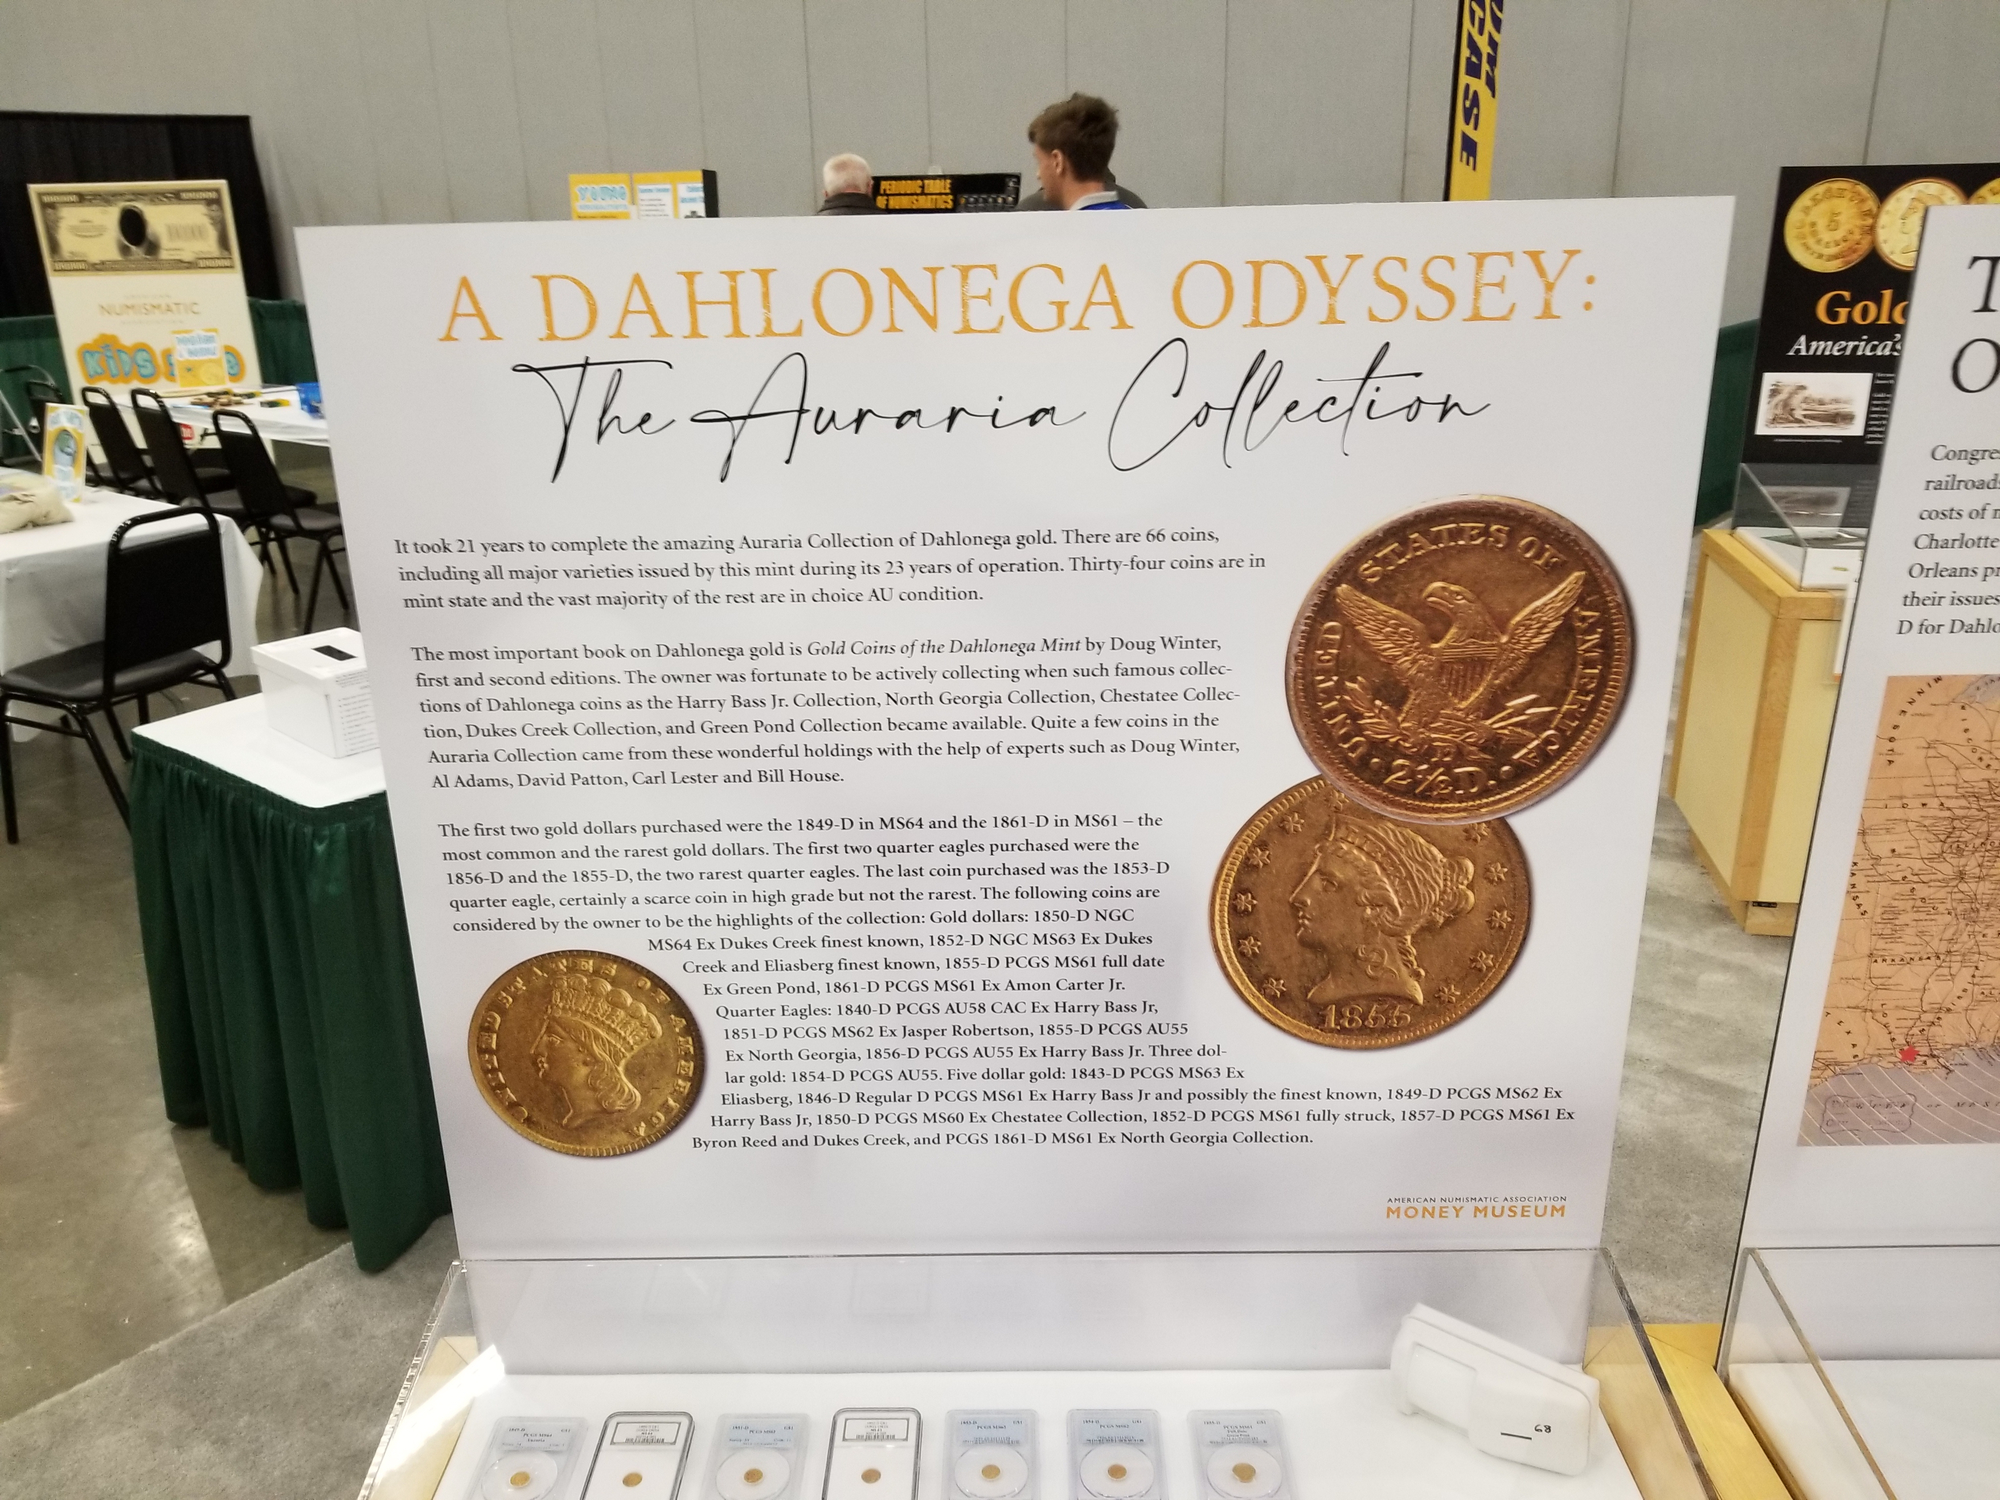 A DAHLONEGA ODYSSEY:
The Auraria Collection
It took 21 years to complete the amazing Auraria Collection of Dahlonega gold. There are 66 coins,
including all major varieties issued by this mint during its 23 years of operation. Thirty-four coins are in
mint state and the vast majority of the rest are in choice AU condition.
The most important book on Dahlonega gold is Gold Coins of the Dahlonega Mint by Doug Winter,
first and second editions. The owner was fortunate to be actively collecting when such famous collec-
tions of Dahlonega coins as the Harry Bass Jr. Collection, North Georgia Collection, Chestatee Collec-
tion, Dukes Creek Collection, and Green Pond Collection became available. Quite a few coins in the
Auraria Collection came from these wonderful holdings with the help of experts such as Doug Winter,
Al Adams, David Patton, Carl Lester and Bill House.
The first two gold dollars purchased were the 1849-D in MS64 and the 1861-D in MS61 – the
most common and the rarest gold dollars. The first two quarter eagles purchased were the
1856-D and the 1855-D, the two rarest quarter eagles. The last coin purchased was the 1853-D
quarter eagle, certainly a scarce coin in high grade but not the rarest. The following coins are
considered by the owner to be the highlights of the collection: Gold dollars: 1850-D NGC
MS64 Ex Dukes Creek finest known, 1852-D NGC MS63 Ex Dukes
Creek and Eliasberg finest known, 1855-D PCGS MS61 full date
Ex Green Pond, 1861-D PCGS MS61 Ex Amon Carter Jr.
Quarter Eagles: 1840-D PCGS AU58 CAC Ex Harry Bass Jr,
1851-D PCGS MS62 Ex Jasper Robertson, 1855-D PCGS AU55
Ex North Georgia, 1856-D PCGS AU55 Ex Harry Bass Jr. Three dol-
lar gold: 1854-D PCGS AU55. Five dollar gold: 1843-D PCGS MS63 Ex
Eliasberg, 1846-D Regular D PCGS MS61 Ex Harry Bass Jr and possibly the finest known, 1849-D PCGS MS62 Ex
Harry Bass Jr, 1850-D PCGS MS60 Ex Chestatee Collection, 1852-D PCGS MS61 fully struck, 1857-D PCGS MS61 Ex
Byron Reed and Dukes Creek, and PCGS 1861-D MS61 Ex North Georgia Collection.
AMERICAN NUMISMATIC ASSOCIATION
MONEY MUSEUM
UNITED STATES OF AMERICA
2½ D.
1855
UNITED STATES OF AMERICA
68
PERIODIC TABLE
OF NUMISMATICS
YOUNG
CASE
NUMISMATIC
KIDS
Gold
America's
Congre
railroads
costs of
Charlotte
Orleans
their issues
D for Dahlo
MINNESOTA
KANSAS
ARKANSAS
TEXAS